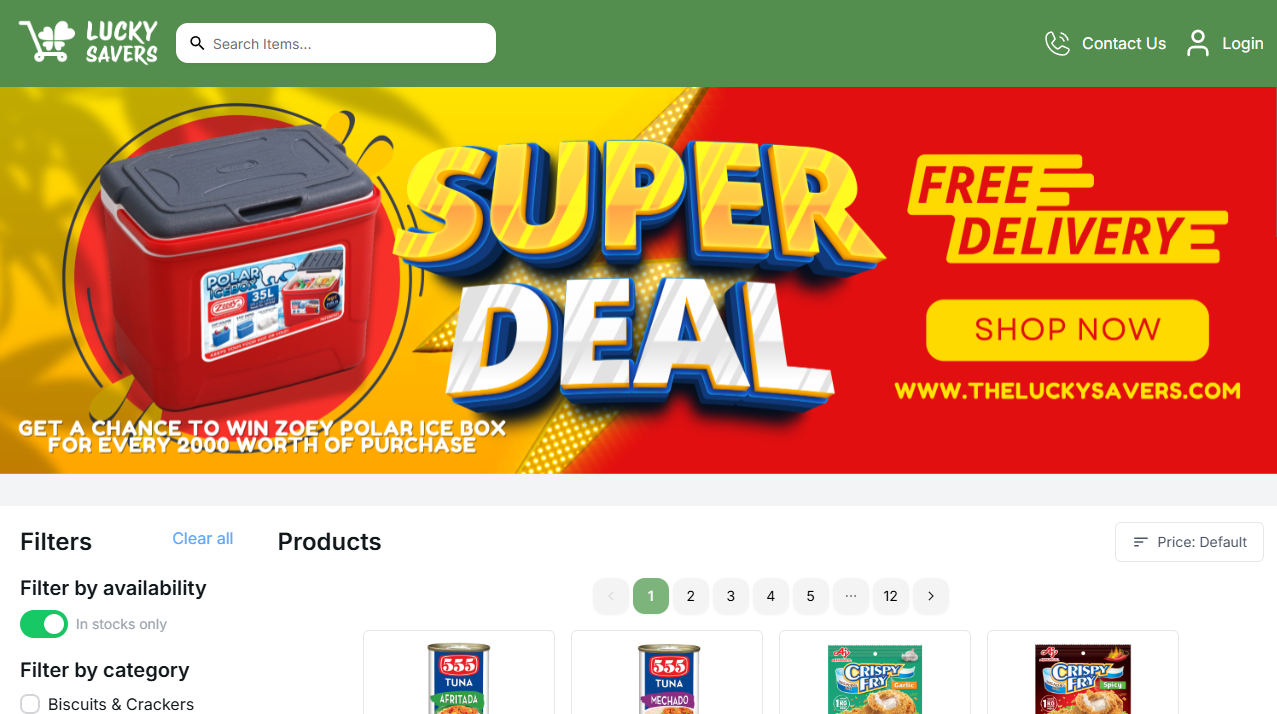 LUCKY
SAVERS
Search Items...
Contact Us
Login
SUPER
DEAL
FREE
DELIVERY
SHOP NOW
WWW.THELUCKYSAVERS.COM
POLAR
ICEBOX
35L
Zooey
GET A CHANCE TO WIN ZOEY POLAR ICE BOX
FOR EVERY 2000 WORTH OF PURCHASE
Filters
Clear all
Products
Price: Default
Filter by availability
In stocks only
Filter by category
Biscuits & Crackers
1 2 3 4 5 ... 12
555
TUNA
AFRITADA
555
TUNA
MECHADO
CRISPY
FRY
Garlic
CRISPY
FRY
Spicy